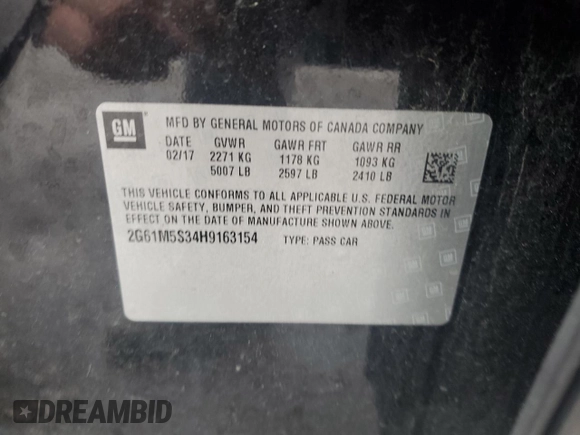 GM
MFD BY GENERAL MOTORS OF CANADA COMPANY
DATE GVWR GAWR FRT GAWR RR
02/17 2271 KG 1178 KG 1093 KG
5007 LB 2597 LB 2410 LB
THIS VEHICLE CONFORMS TO ALL APPLICABLE U.S. FEDERAL MOTOR
VEHICLE SAFETY, BUMPER, AND THEFT PREVENTION STANDARDS IN
EFFECT ON THE DATE OF MANUFACTURE SHOWN ABOVE.
2G61M5S34H9163154 TYPE: PASS CAR
DREAMBID